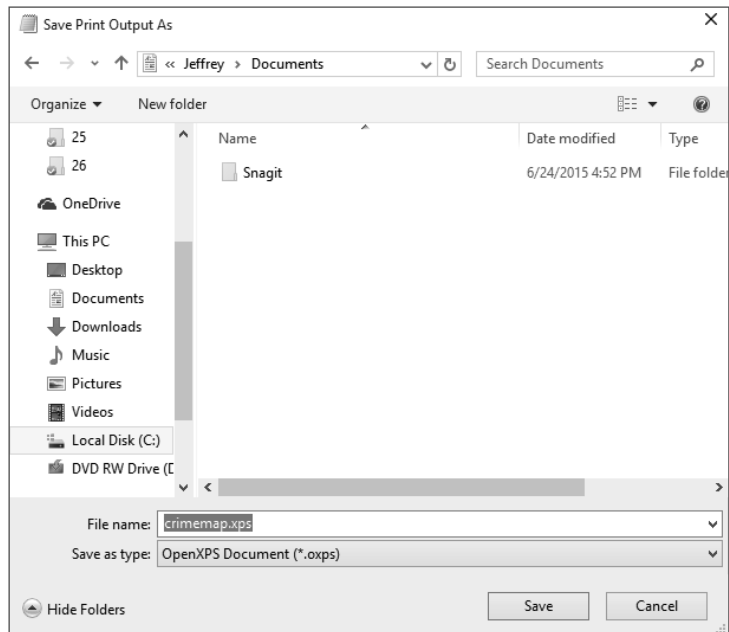 Save Print Output As
« Jeffrey > Documents
Search Documents
Organize
New folder
25
26
OneDrive
This PC
Desktop
Documents
Downloads
Music
Pictures
Videos
Local Disk (C:)
DVD RW Drive (D
Name
Date modified
Type
Snagit
6/24/2015 4:52 PM
File folder
File name: crimemap.xps
Save as type: OpenXPS Document (*.oxps)
Hide Folders
Save
Cancel